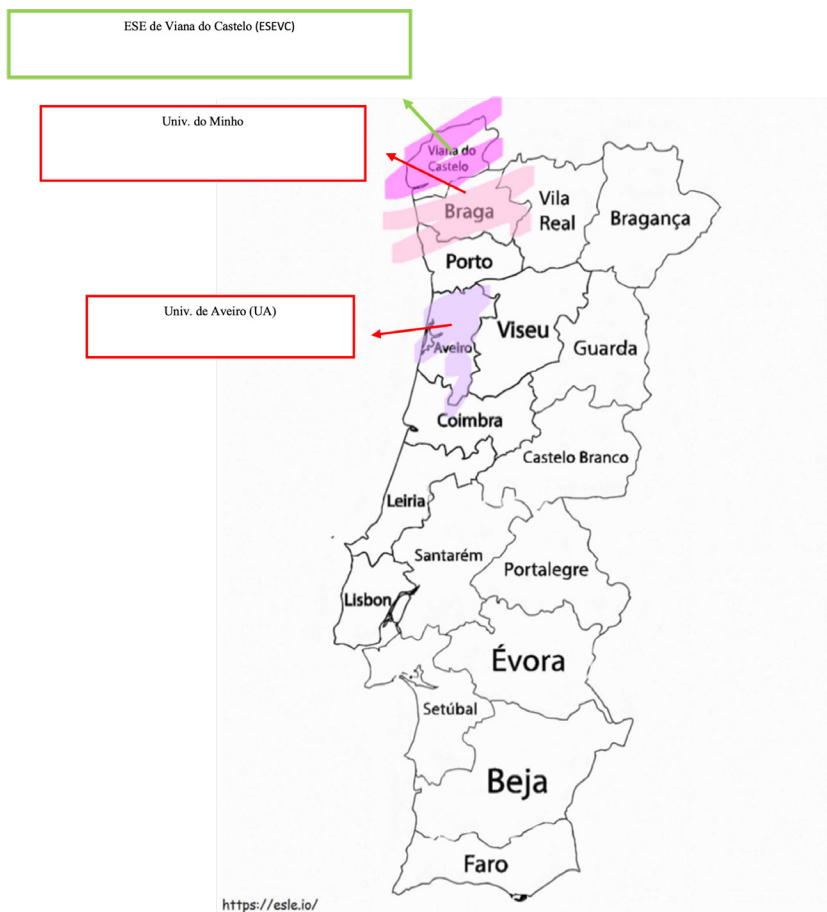 ESE de Viana do Castelo (ESEVC)
Univ. do Minho
Viana do
Castelo
Braga
Vila
Real
Bragança
Porto
Univ. de Aveiro (UA)
Viseu
Aveiro
Guarda
Coimbra
Castelo Branco
Leiria
Santarém
Portalegre
Lisbon
Évora
Setúbal
Beja
Faro
https://esle.io/